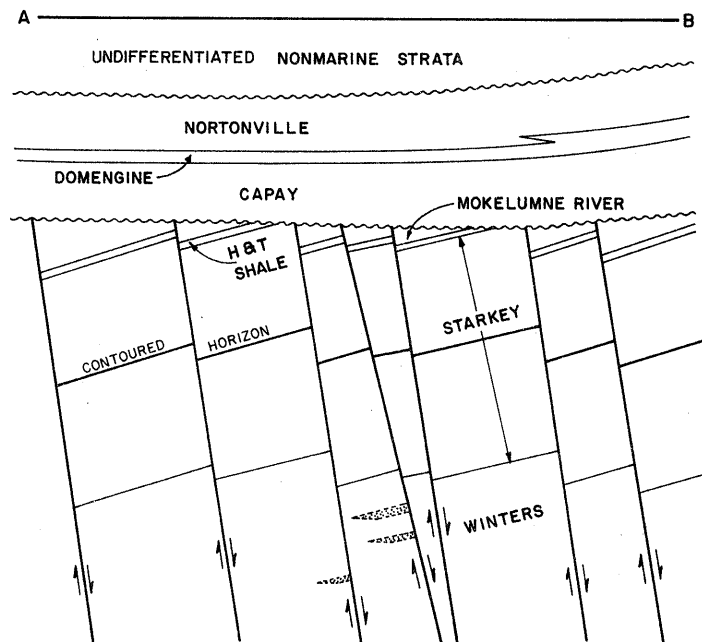 A B
UNDIFFERENTIATED NONMARINE STRATA
NORTONVILLE
DOMENGINE
CAPAY
MOKELUMNE RIVER
H & T
SHALE
STARKEY
CONTOURED HORIZON
WINTERS